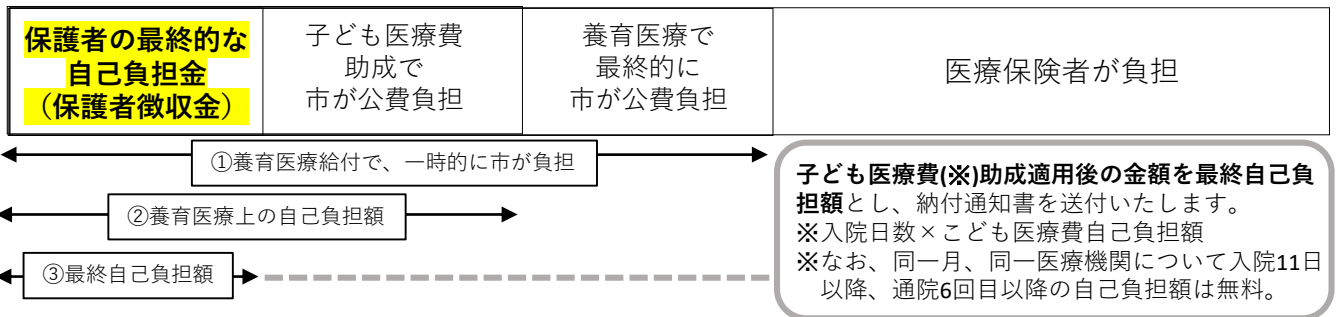 保護者の最終的な
自己負担金
（保護者徴収金）
子ども医療費
助成で
市が公費負担
養育医療で
最終的に
市が公費負担
医療保険者が負担
①養育医療給付で、一時的に市が負担
②養育医療上の自己負担額
③最終自己負担額
子ども医療費(※)助成適用後の金額を最終自己負
担額とし、納付通知書を送付いたします。
※入院日数×こども医療費自己負担額
※なお、同一月、同一医療機関について入院11日
以降、通院6回目以降の自己負担額は無料。